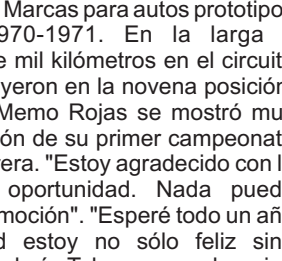 Marcas para autos prototipo
970-1971. En la larga
e mil kilómetros en el circuit
yeron en la novena posición
Memo Rojas se mostró mu
ón de su primer campeonat
rera. "Estoy agradecido con l
oportunidad. Nada pued
moción". "Esperé todo un añ
d estoy no sólo feliz sin